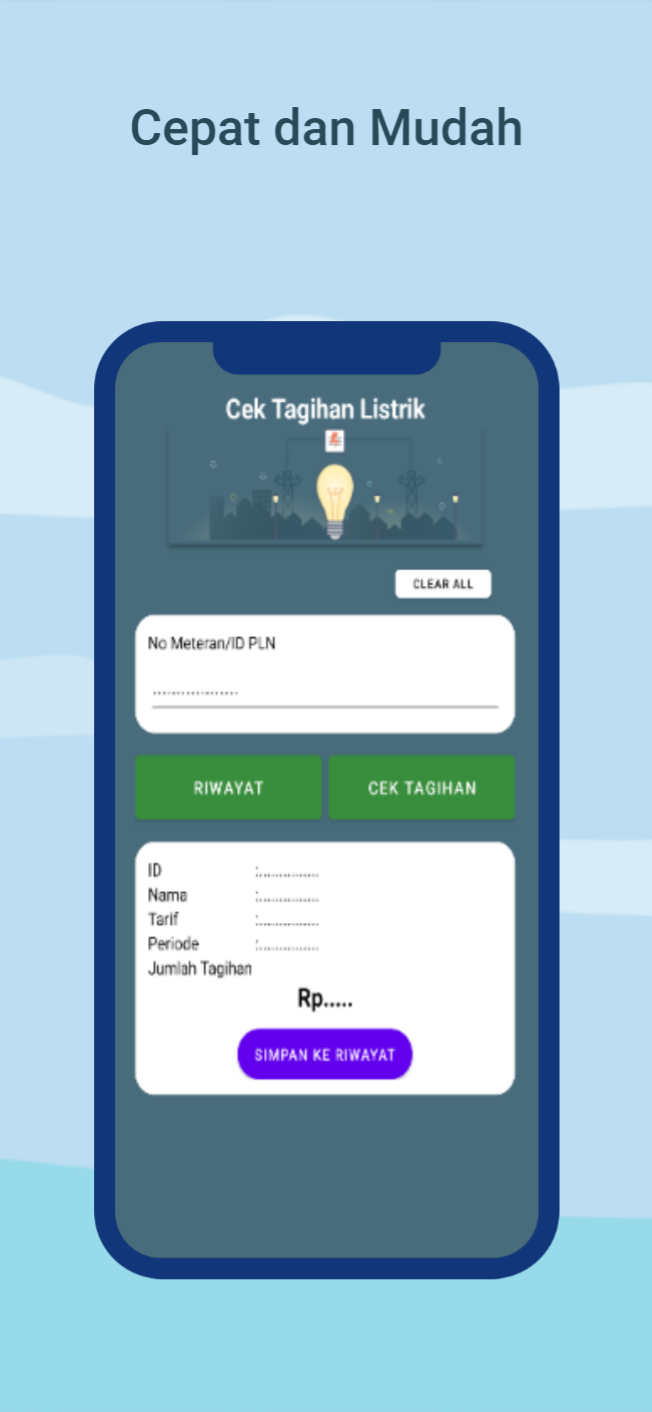 Cepat dan Mudah
Cek Tagihan Listrik
CLEAR ALL
No Meteran/ID PLN
..................
RIWAYAT
CEK TAGIHAN
ID :..................
Nama :..................
Tarif :..................
Periode :..................
Jumlah Tagihan
Rp.....
SIMPAN KE RIWAYAT